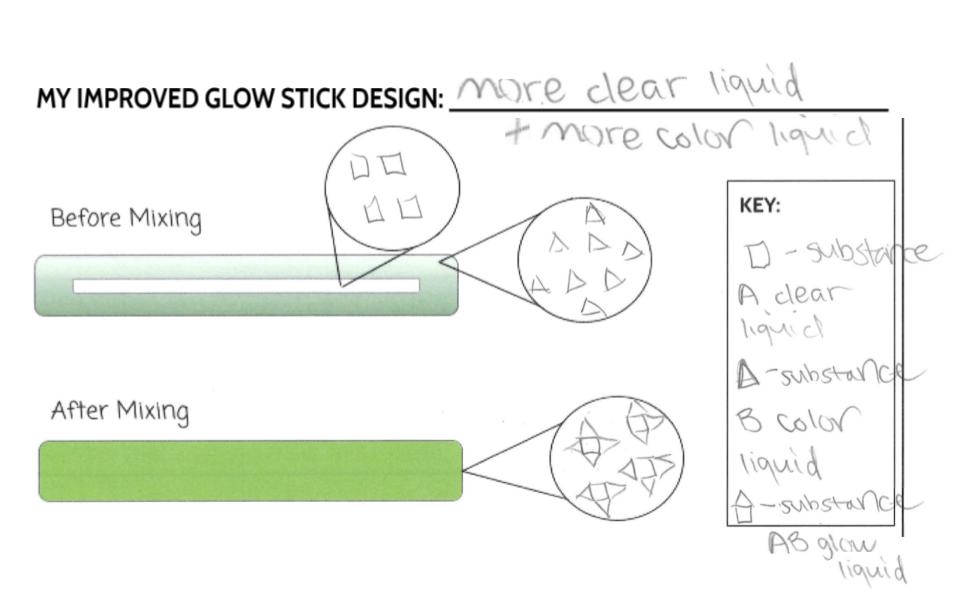 MY IMPROVED GLOW STICK DESIGN: more clear liquid
+ more color liquid
Before Mixing
KEY:
- substance
A clear
liquid
- substance
B color
liquid
After Mixing
- substance
AB glow
liquid